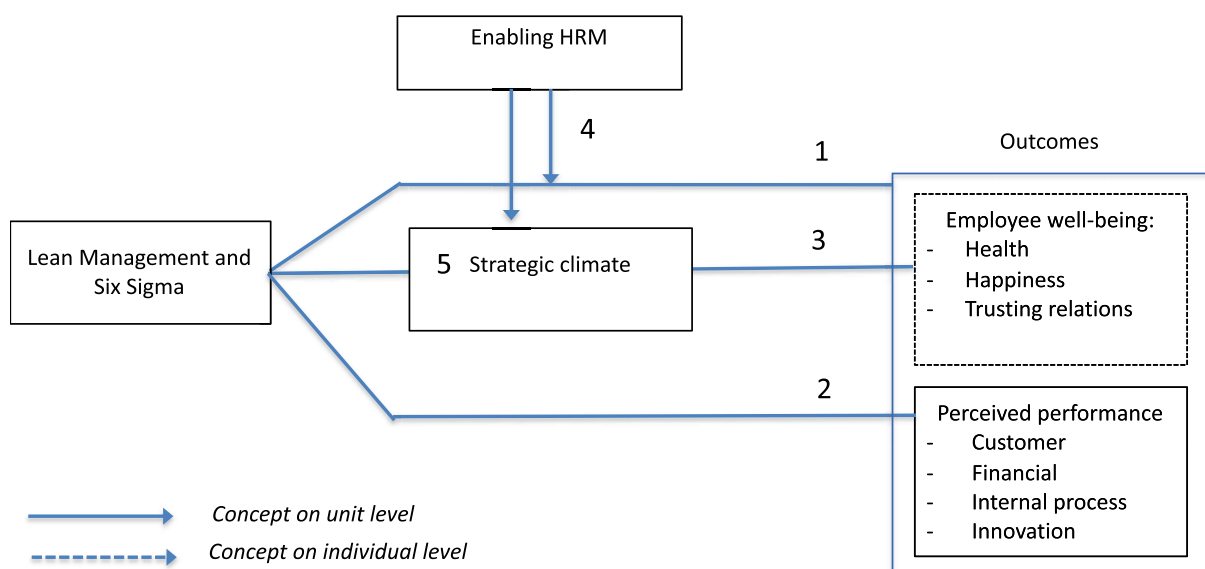 Enabling HRM
4
1
Outcomes
Lean Management and
Six Sigma
5
Strategic climate
3
Employee well-being:
- Health
- Happiness
- Trusting relations
2
Perceived performance
- Customer
- Financial
- Internal process
- Innovation
Concept on unit level
Concept on individual level